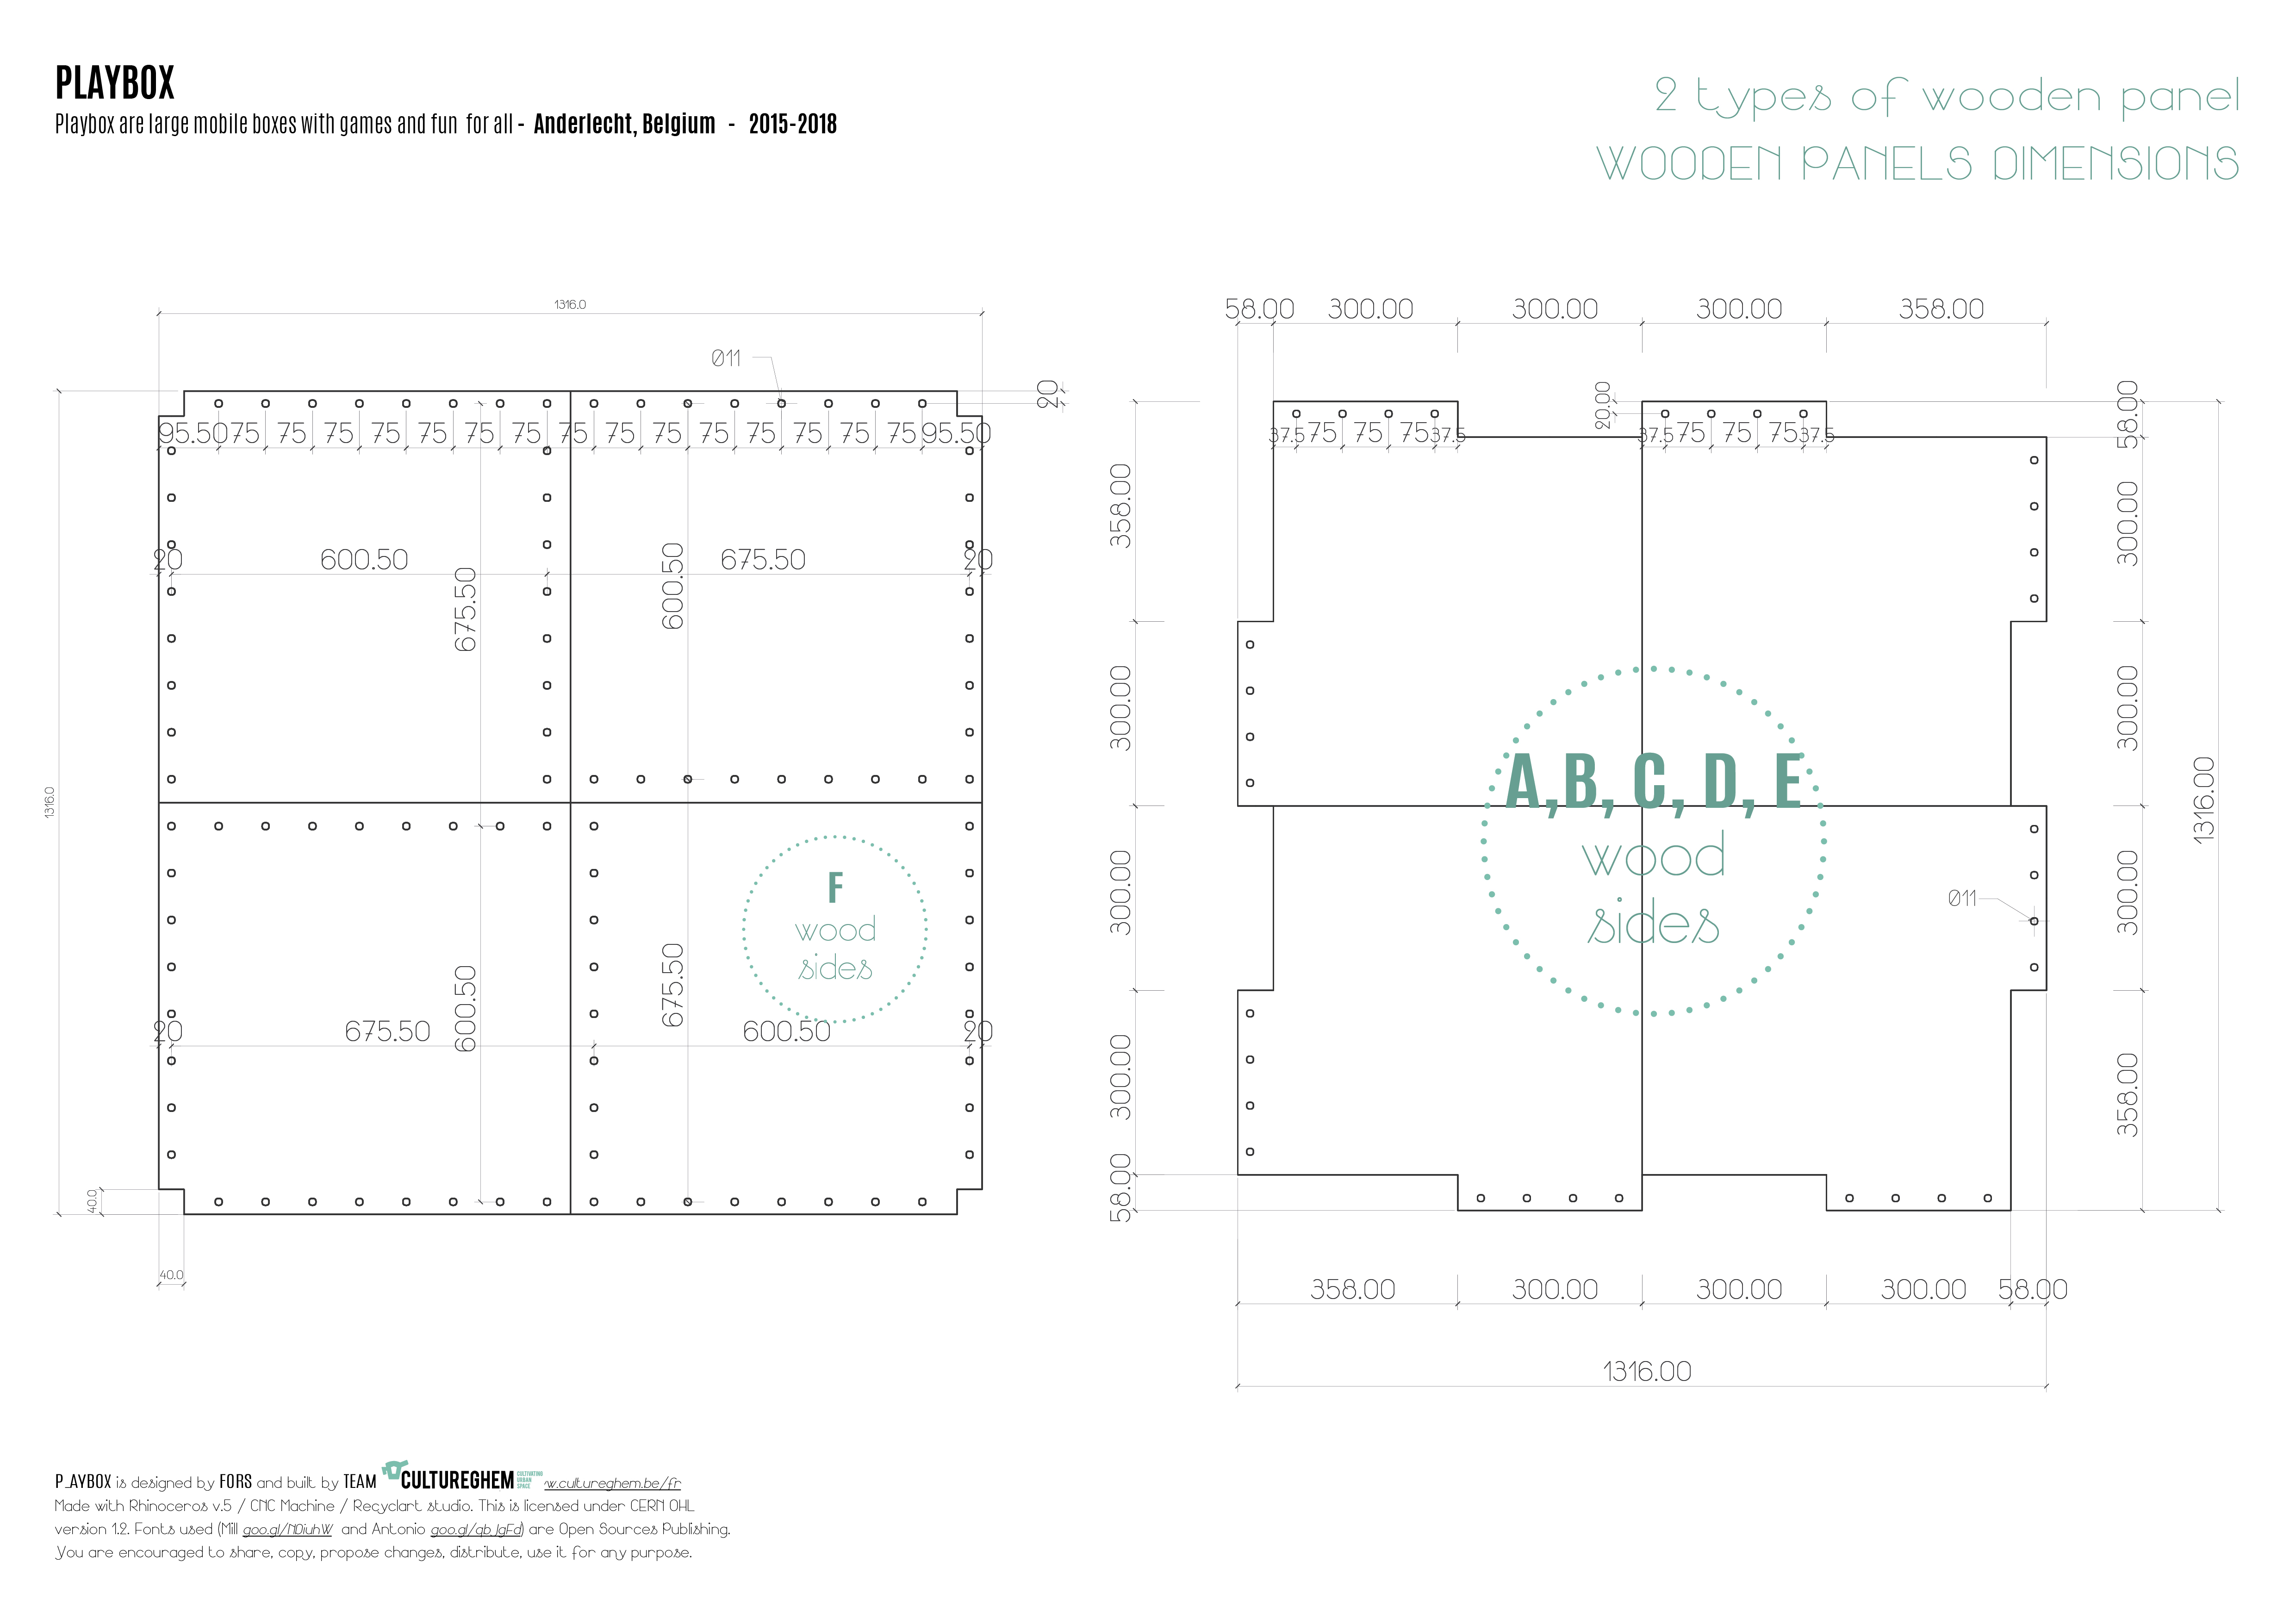 PLAYBOX
Playbox are large mobile boxes with games and fun for all - Anderlecht, Belgium - 2015-2018
2 types of wooden panel
WOODEN PANELS DIMENSIONS
1316.0
Ø11
20
95.50 75 75 75 75 75 75 75 75 75 75 75 75 75 75 75 95.50
20 600.50 675.50 20
675.50
600.50
1316.0
F
wood
sides
20 675.50 600.50 20
600.50
675.50
40.0
40.0
58.00 300.00 300.00 300.00 358.00
20.00
37.5 75 75 75 37.5 37.5 75 75 75 37.5
358.00
300.00
300.00
300.00
58.00
58.00
300.00
300.00
300.00
358.00
1316.00
A,B, C, D, E
wood
sides
Ø11
358.00 300.00 300.00 300.00 58.00
1316.00
P_AYBOX is designed by FORS and built by TEAM CULTUREGHEM CULTIVATING URBAN SPACE w.cultureghem.be/fr
Made with Rhinoceros v.5 / CNC Machine / Recyclart studio. This is licensed under CERN OHL
version 1.2. Fonts used (Mill goo.gl/NDiuhW and Antonio goo.gl/qbJgFd) are Open Sources Publishing.
You are encouraged to share, copy, propose changes, distribute, use it for any purpose.